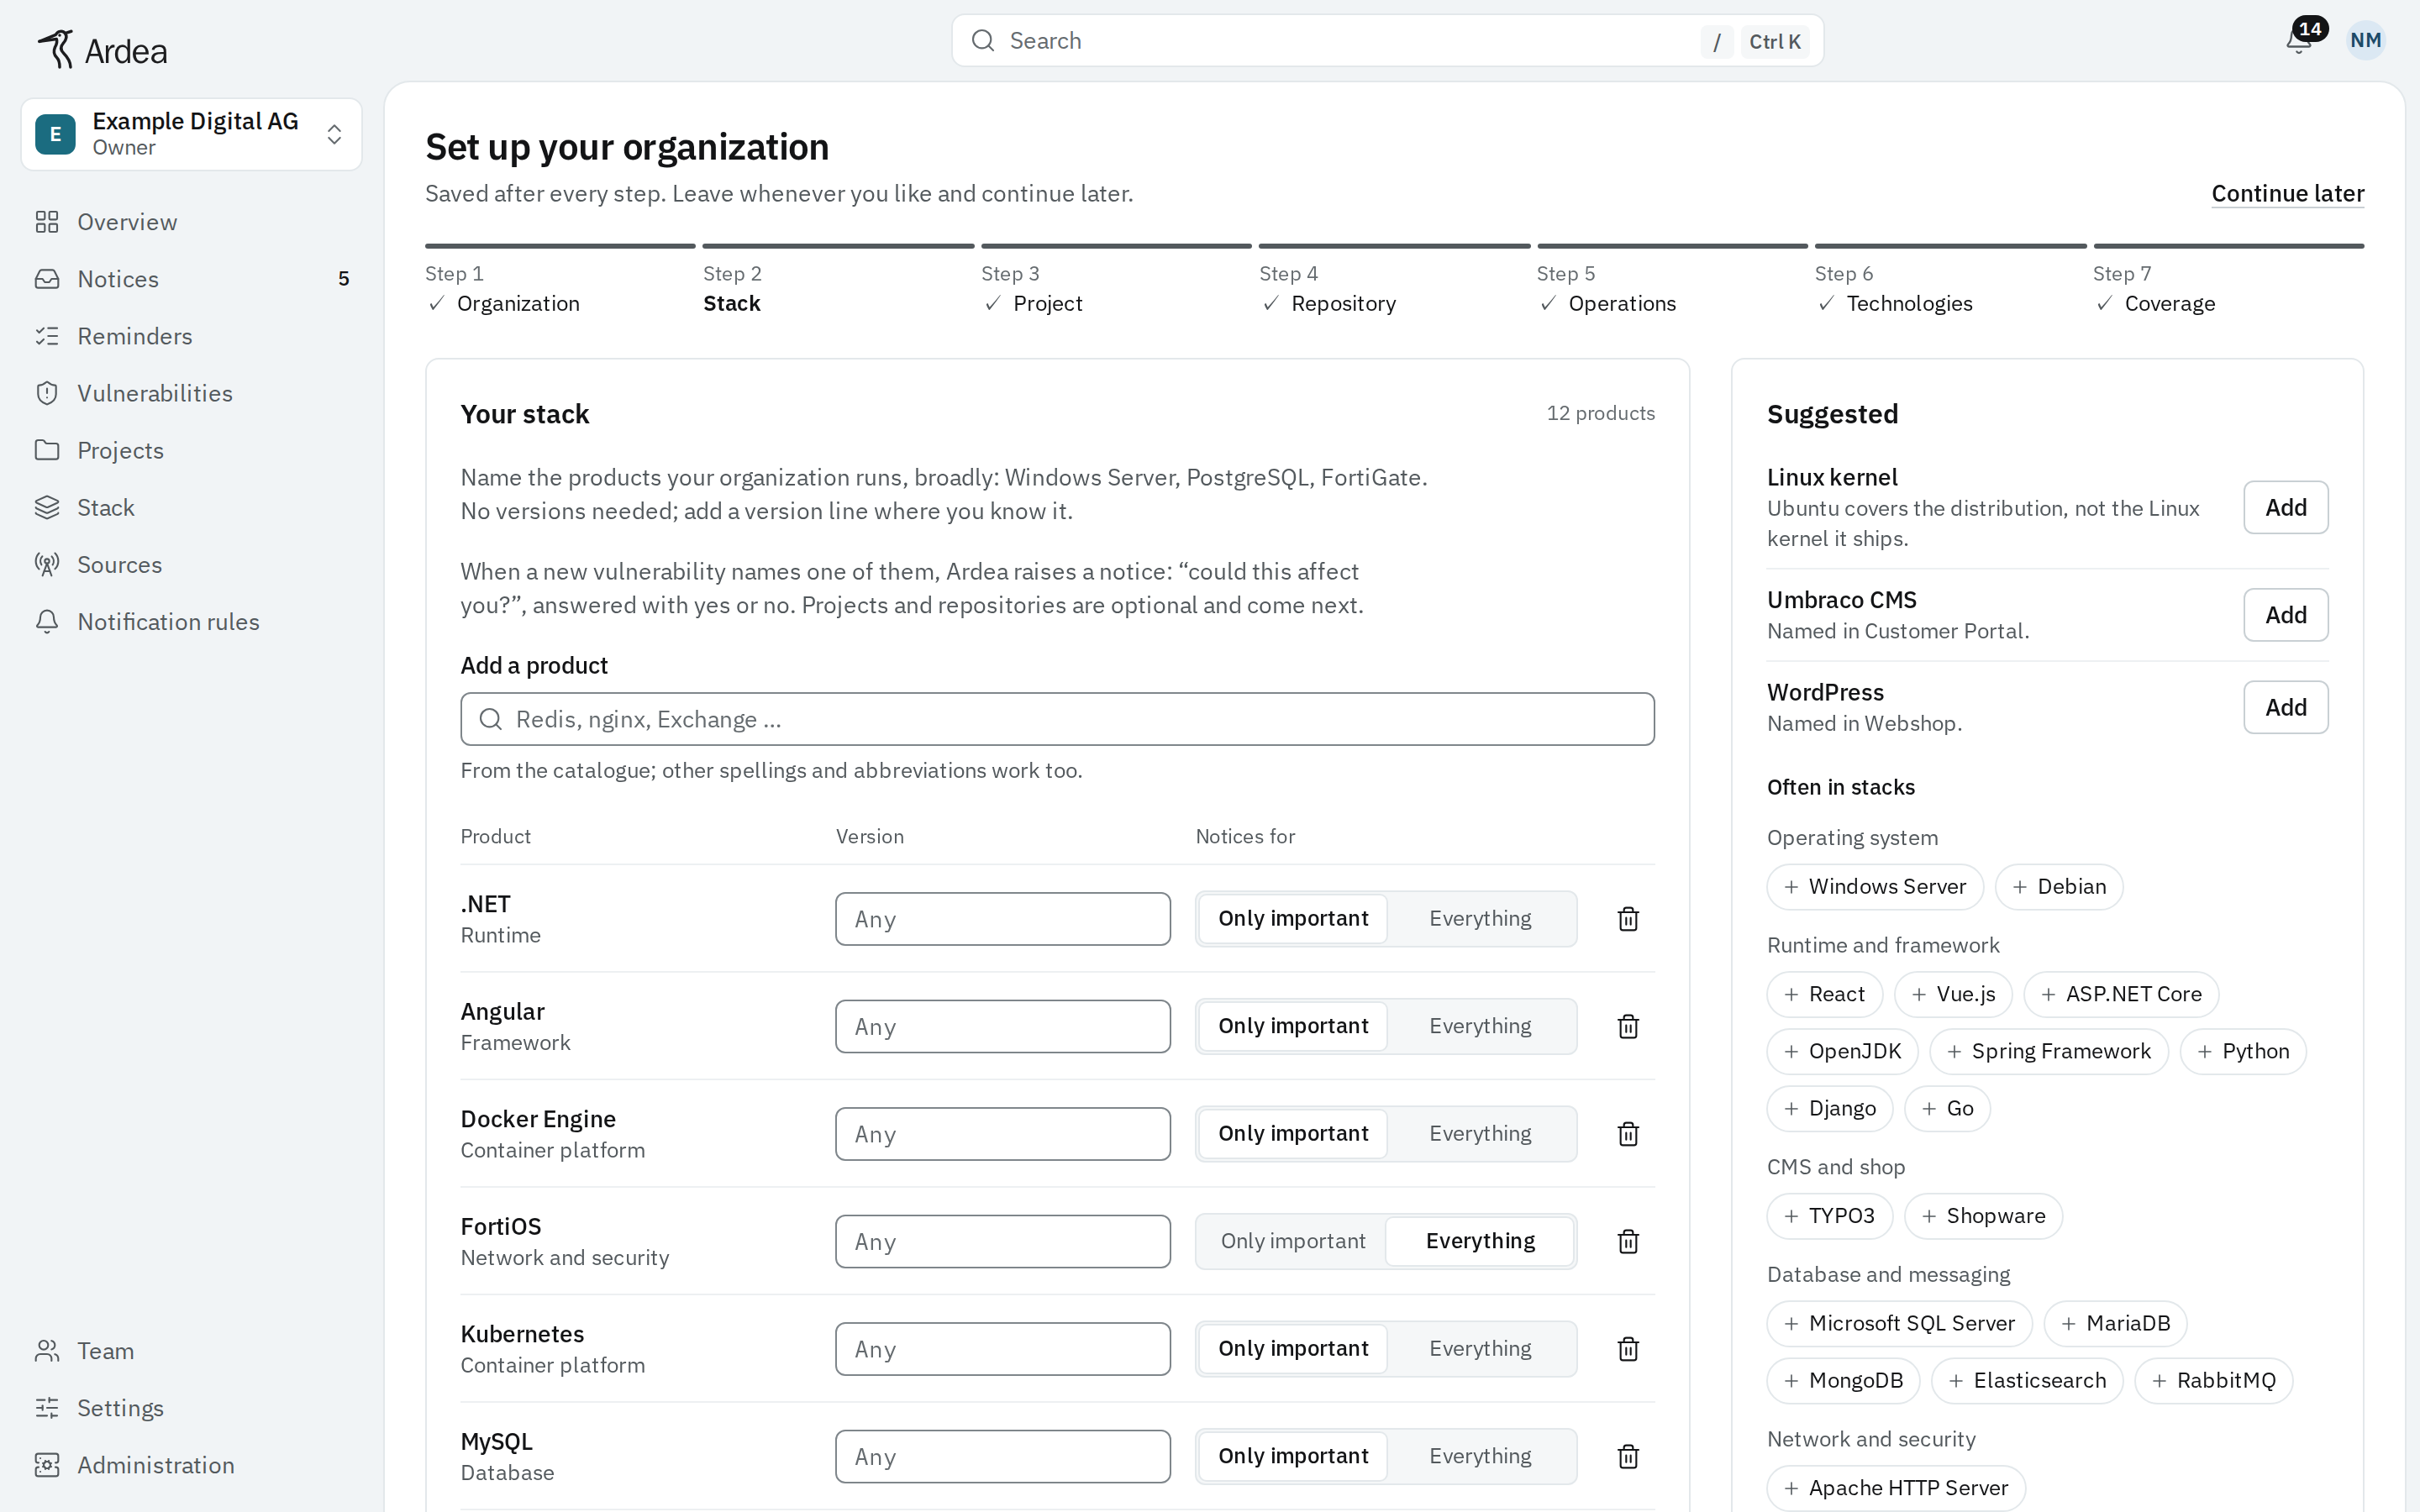 Ardea
Search
/
Ctrl K
14
NM
E
Example Digital AG
Owner
Overview
Notices
5
Reminders
Vulnerabilities
Projects
Stack
Sources
Notification rules
Team
Settings
Administration
Set up your organization
Saved after every step. Leave whenever you like and continue later.
Continue later
Step 1
✓ Organization
Step 2
Stack
Step 3
✓ Project
Step 4
✓ Repository
Step 5
✓ Operations
Step 6
✓ Technologies
Step 7
✓ Coverage
Your stack
12 products
Name the products your organization runs, broadly: Windows Server, PostgreSQL, FortiGate.
No versions needed; add a version line where you know it.
When a new vulnerability names one of them, Ardea raises a notice: “could this affect
you?”, answered with yes or no. Projects and repositories are optional and come next.
Add a product
Redis, nginx, Exchange ...
From the catalogue; other spellings and abbreviations work too.
Product
Version
Notices for
.NET
Runtime
Any
Only important
Everything
Angular
Framework
Any
Only important
Everything
Docker Engine
Container platform
Any
Only important
Everything
FortiOS
Network and security
Any
Only important
Everything
Kubernetes
Container platform
Any
Only important
Everything
MySQL
Database
Any
Only important
Everything
Suggested
Linux kernel
Ubuntu covers the distribution, not the Linux
kernel it ships.
Add
Umbraco CMS
Named in Customer Portal.
Add
WordPress
Named in Webshop.
Add
Often in stacks
Operating system
+ Windows Server
+ Debian
Runtime and framework
+ React
+ Vue.js
+ ASP.NET Core
+ OpenJDK
+ Spring Framework
+ Python
+ Django
+ Go
CMS and shop
+ TYPO3
+ Shopware
Database and messaging
+ Microsoft SQL Server
+ MariaDB
+ MongoDB
+ Elasticsearch
+ RabbitMQ
Network and security
+ Apache HTTP Server